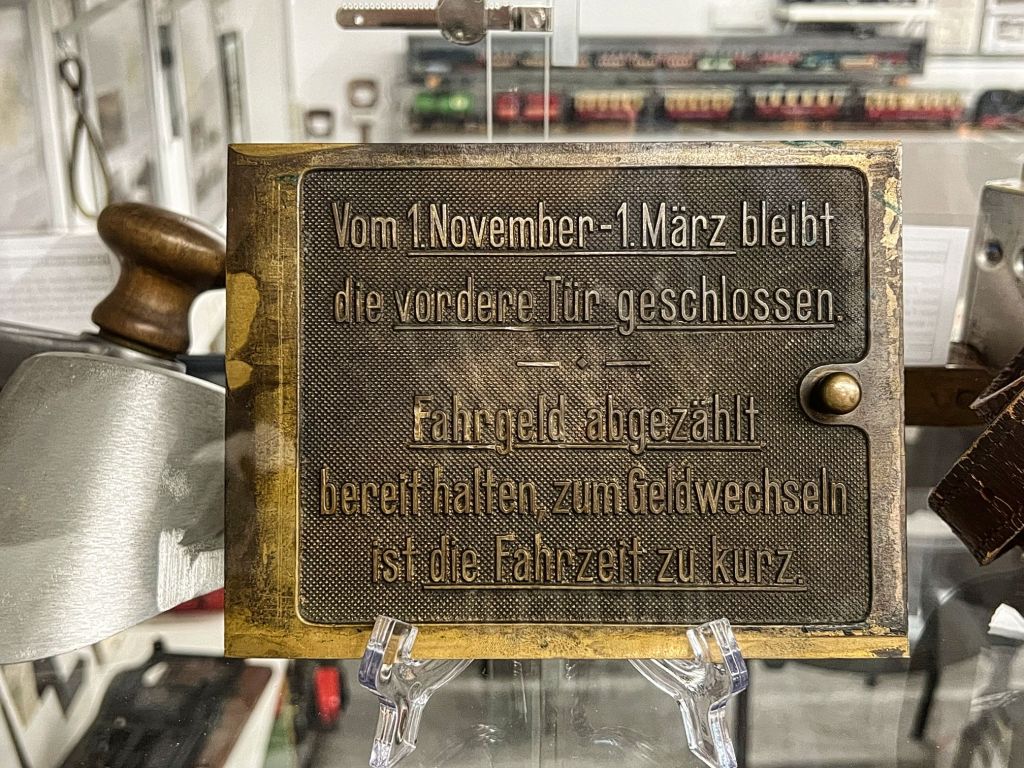 Vom 1. November - 1. März bleibt
die vordere Tür geschlossen.
Fahrgeld abgezählt
bereit halten, zum Geldwechseln
ist die Fahrzeit zu kurz.